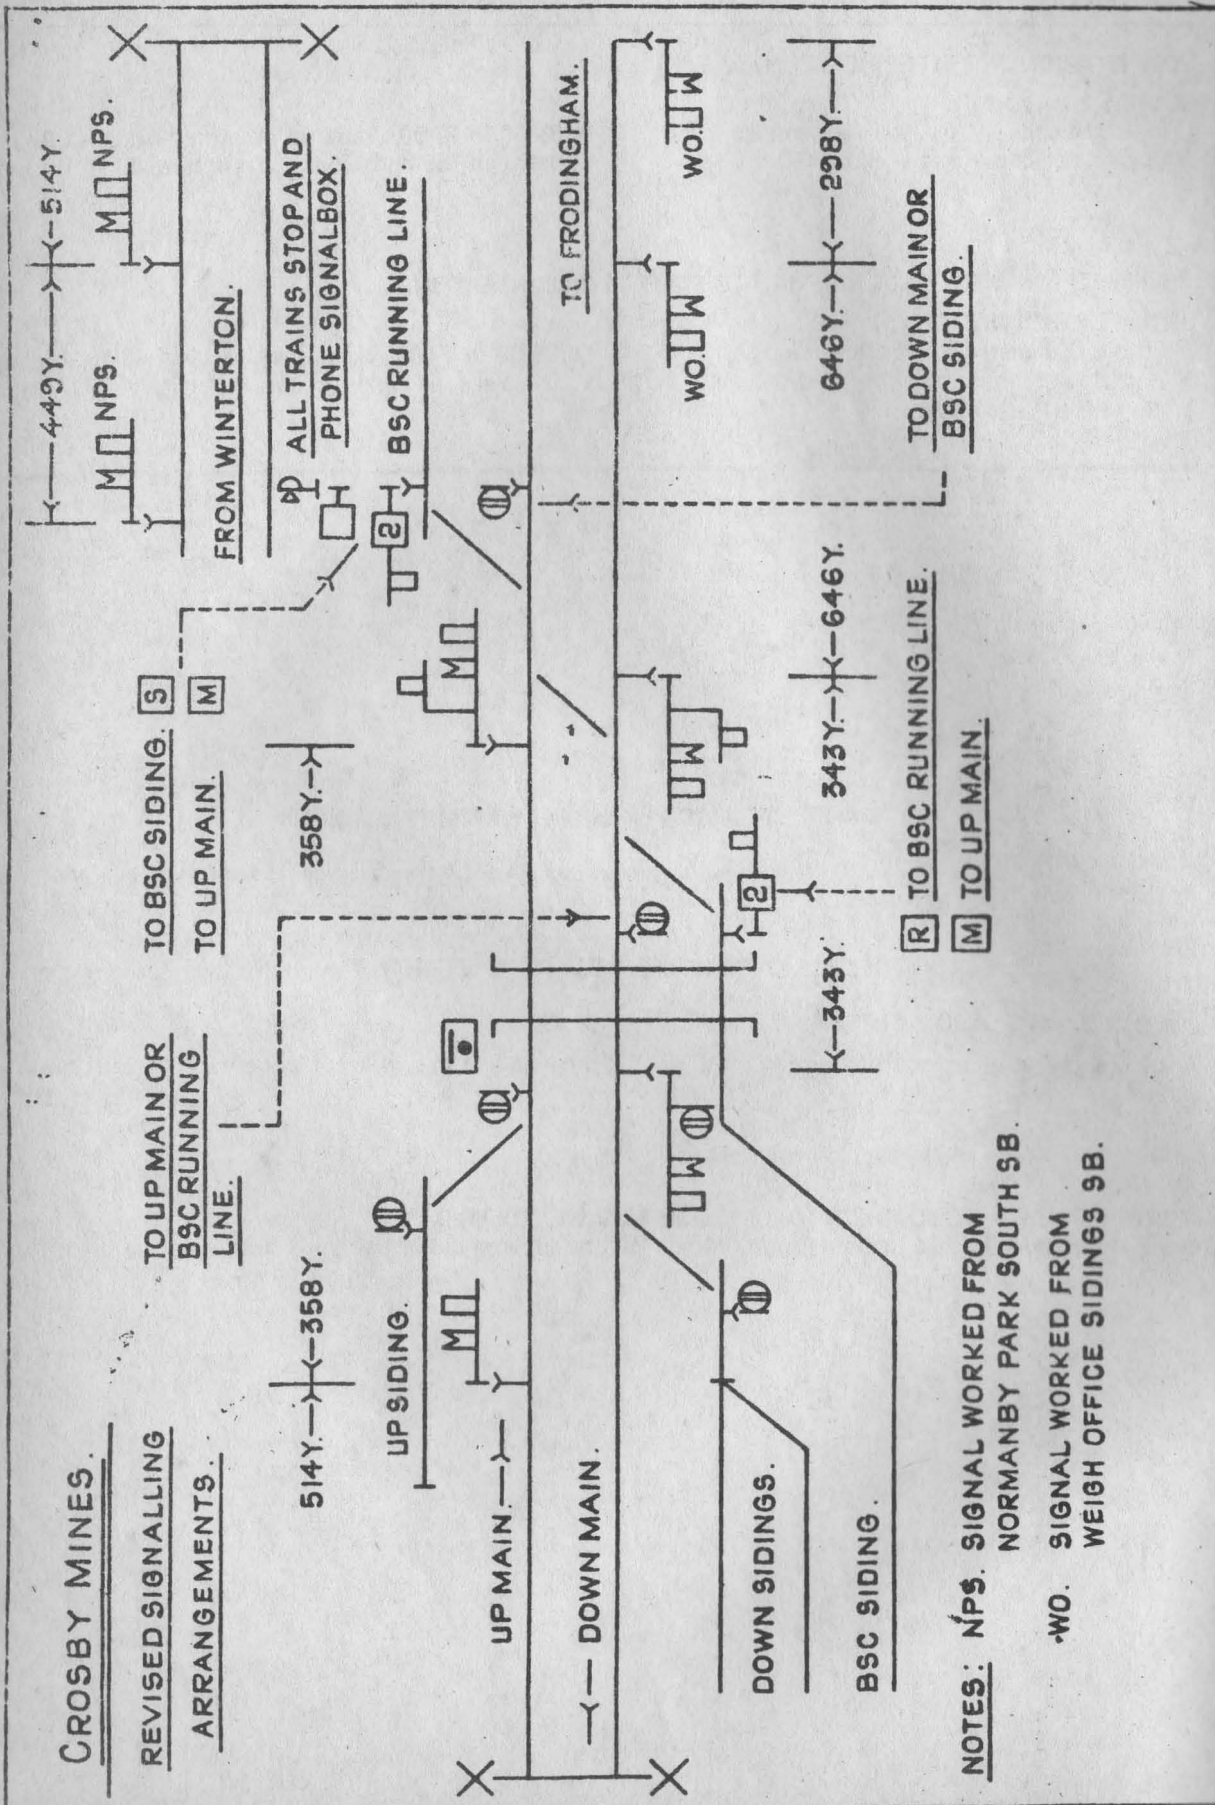 CROSBY MINES.
REVISED SIGNALLING
ARRANGEMENTS.
TO UP MAIN OR
BSC RUNNING
LINE.
TO BSC SIDING. S
TO UP MAIN. M
FROM WINTERTON.
449Y. 514Y.
M NPS. M NPS.
ALL TRAINS STOP AND
PHONE SIGNALBOX.
514Y. 358Y.
358Y.
2
BSC RUNNING LINE.
UP SIDING.
M
M
UP MAIN.
TO FRODINGHAM.
DOWN MAIN.
M
M
M WO.
M WO.
DOWN SIDINGS.
2
343Y.
343Y. 646Y.
646Y. 298Y.
BSC SIDING.
R TO BSC RUNNING LINE.
M TO UP MAIN.
TO DOWN MAIN OR
BSC SIDING.
NOTES: NPS. SIGNAL WORKED FROM
NORMANBY PARK SOUTH SB.
WO. SIGNAL WORKED FROM
WEIGH OFFICE SIDINGS SB.